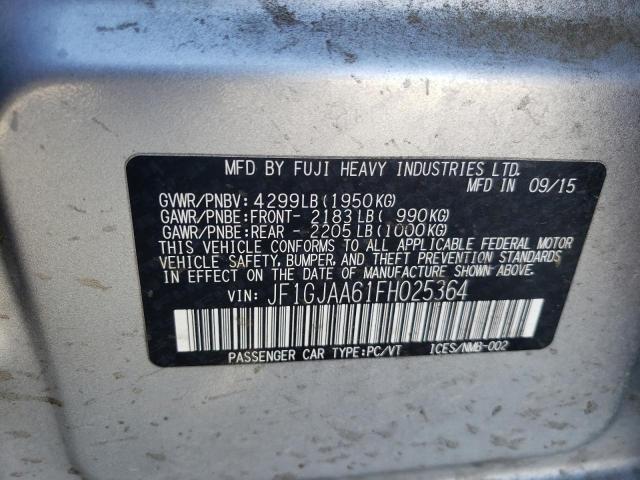 MFD BY FUJI HEAVY INDUSTRIES LTD.
MFD IN 09/15
GVWR/PNBV: 4299LB(1950KG)
GAWR/PNBE:FRONT- 2183LB( 990KG)
GAWR/PNBE:REAR - 2205LB(1000KG)
THIS VEHICLE CONFORMS TO ALL APPLICABLE FEDERAL MOTOR
VEHICLE SAFETY, BUMPER, AND THEFT PREVENTION STANDARDS
IN EFFECT ON THE DATE OF MANUFACTURE SHOWN ABOVE.
VIN: JF1GJAA61FH025364
PASSENGER CAR TYPE:PC/VT ICES/NMB-002